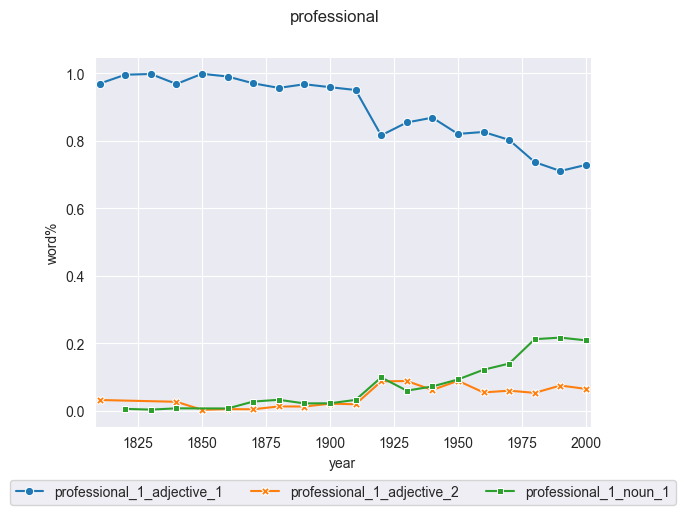 professional
1.0
0.8
0.6
0.4
0.2
0.0
word%
1825 1850 1875 1900 1925 1950 1975 2000
year
professional_1_adjective_1 professional_1_adjective_2 professional_1_noun_1